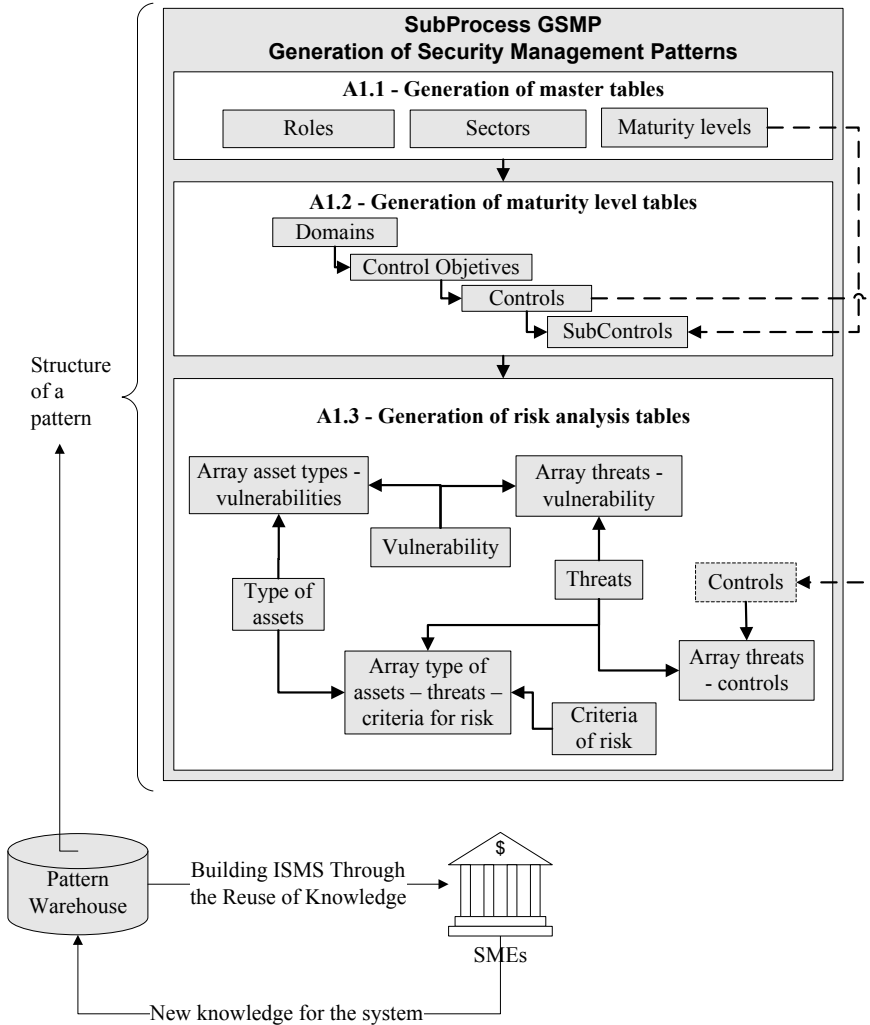 SubProcess GSMP
Generation of Security Management Patterns
A1.1 - Generation of master tables
Roles
Sectors
Maturity levels
A1.2 - Generation of maturity level tables
Domains
Control Objetives
Controls
SubControls
Structure
of a
pattern
A1.3 - Generation of risk analysis tables
Array asset types -
vulnerabilities
Array threats -
vulnerability
Vulnerability
Type of
assets
Threats
Controls
Array type of
assets – threats –
criteria for risk
Array threats
- controls
Criteria
of risk
Pattern
Warehouse
Building ISMS Through
the Reuse of Knowledge
$
SMEs
New knowledge for the system